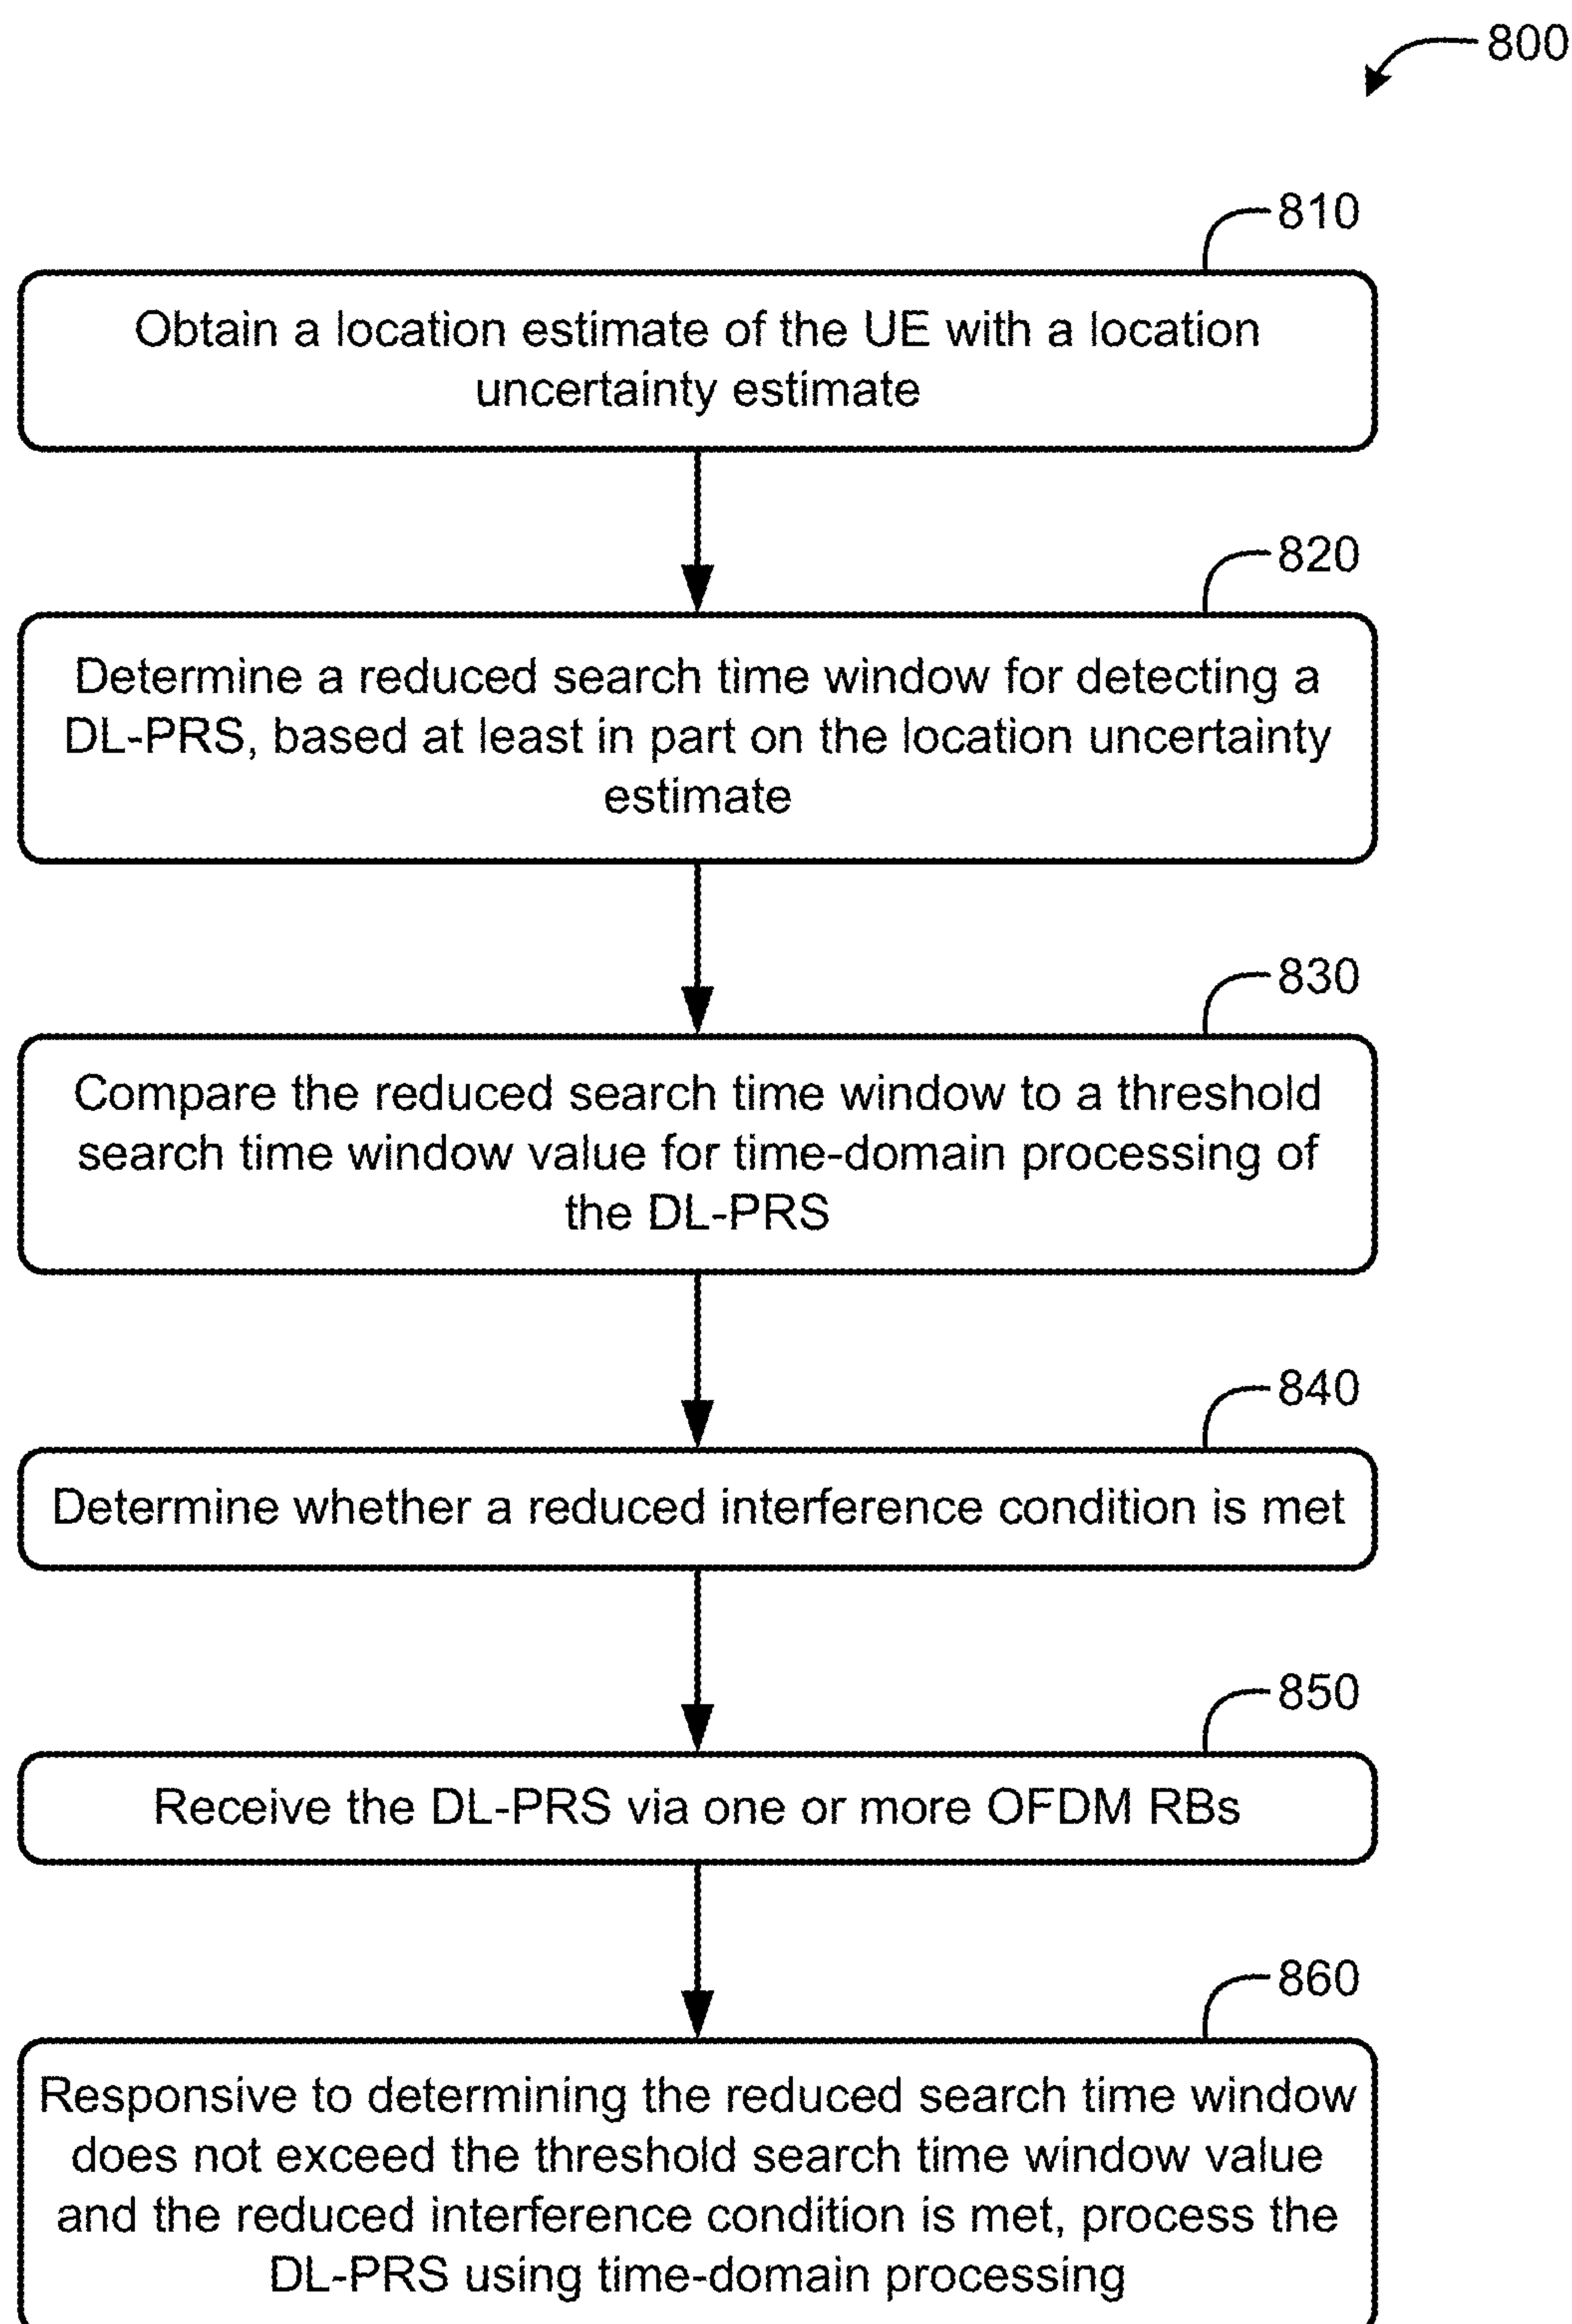 800
810
Obtain a location estimate of the UE with a location
uncertainty estimate
820
Determine a reduced search time window for detecting a
DL-PRS, based at least in part on the location uncertainty
estimate
830
Compare the reduced search time window to a threshold
search time window value for time-domain processing of
the DL-PRS
840
Determine whether a reduced interference condition is met
850
Receive the DL-PRS via one or more OFDM RBs
860
Responsive to determining the reduced search time window
does not exceed the threshold search time window value
and the reduced interference condition is met, process the
DL-PRS using time-domain processing